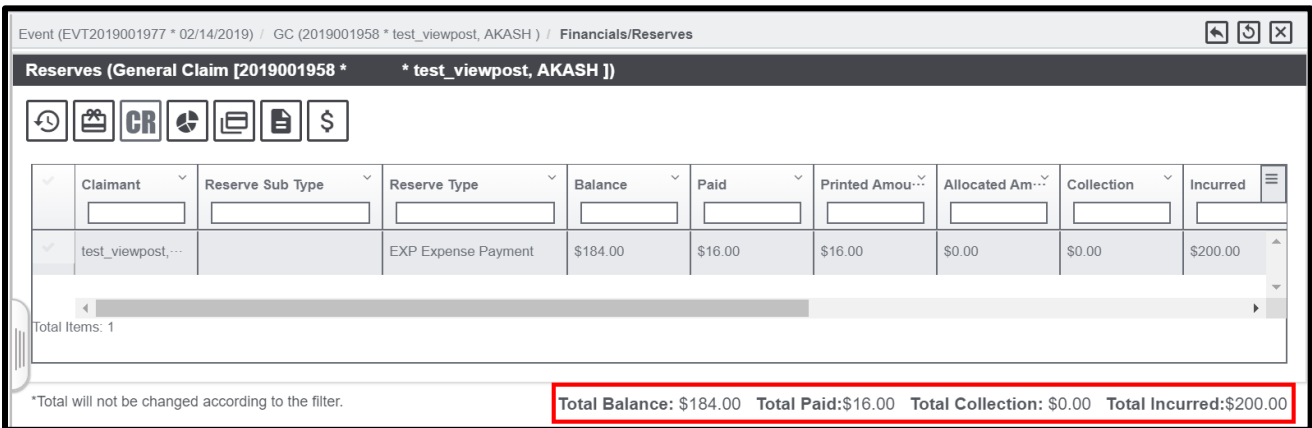 Event (EVT2019001977 * 02/14/2019) / GC (2019001958 * test_viewpost, AKASH ) / Financials/Reserves
Reserves (General Claim [2019001958 * * test_viewpost, AKASH ])
CR $
Claimant Reserve Sub Type Reserve Type Balance Paid Printed Amou... Allocated Am... Collection Incurred
test_viewpost,... EXP Expense Payment $184.00 $16.00 $16.00 $0.00 $0.00 $200.00
Total Items: 1
*Total will not be changed according to the filter. Total Balance: $184.00 Total Paid:$16.00 Total Collection: $0.00 Total Incurred:$200.00